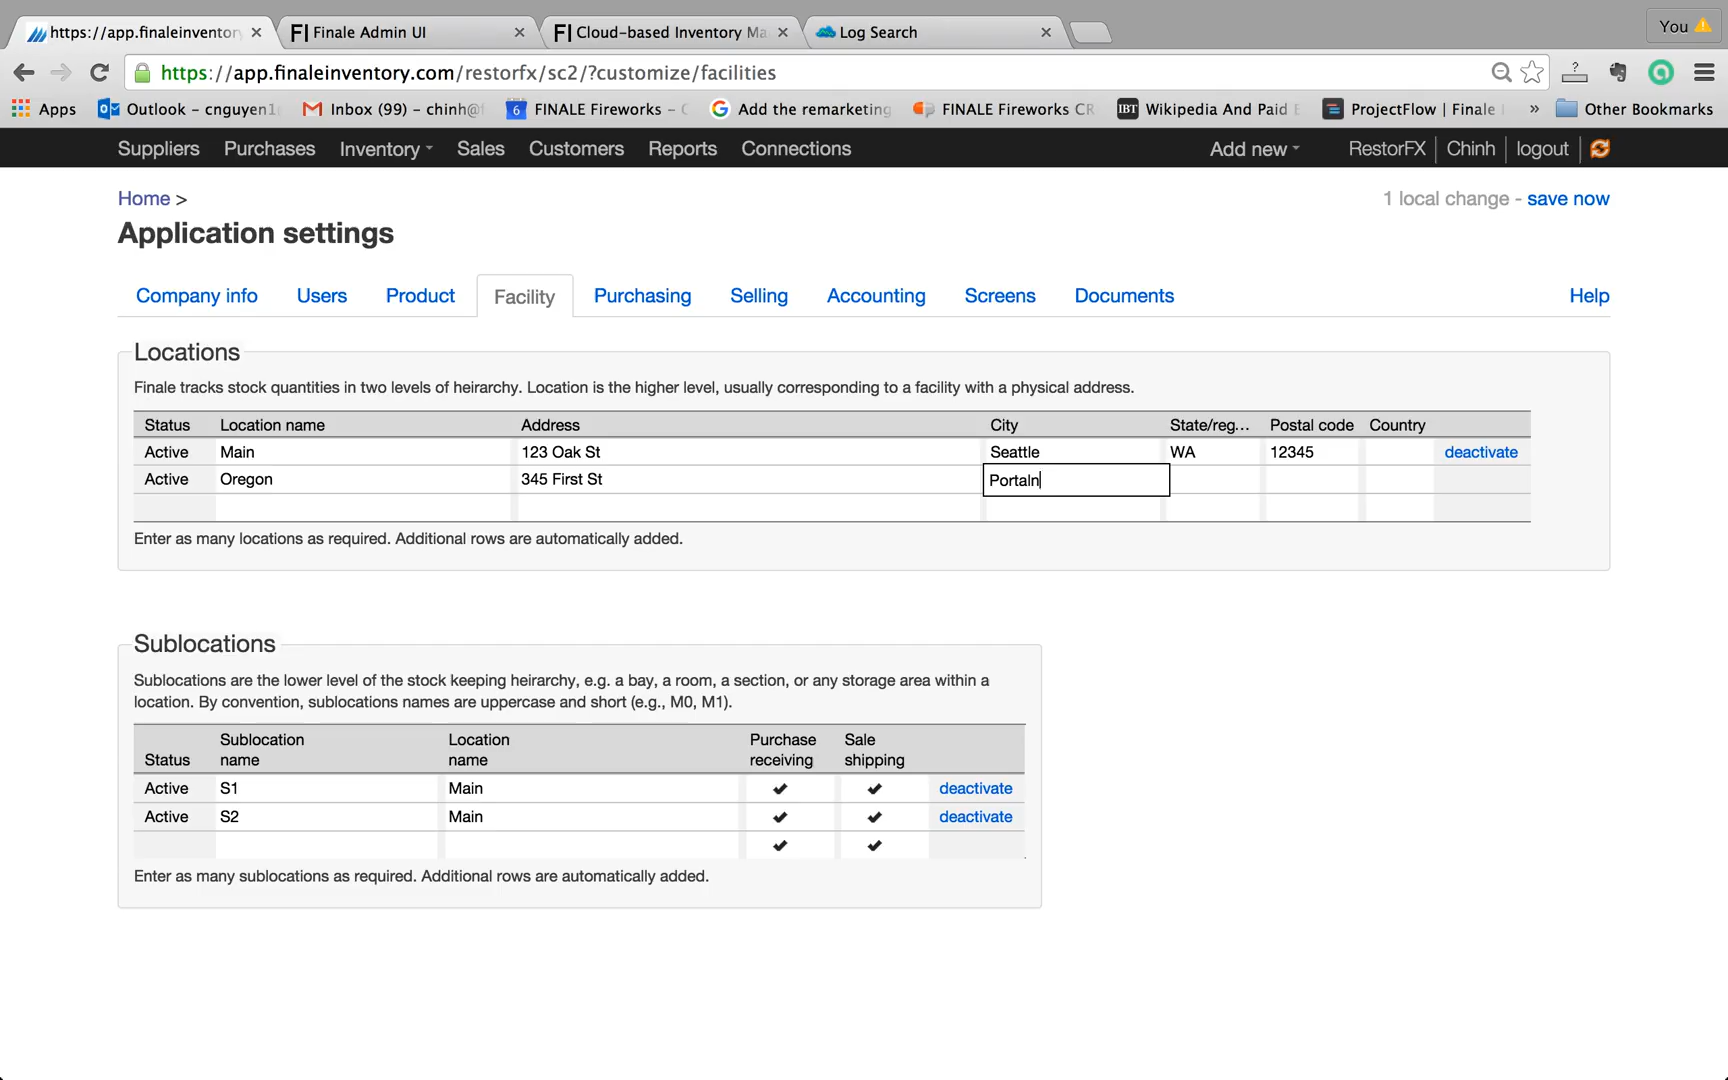 https://app.finaleinventory
Finale Admin UI
Cloud-based Inventory Ma
Log Search
You
https://app.finaleinventory.com/restorfx/sc2/?customize/facilities
Apps
Outlook – cnguyen1
Inbox (99) – chinh@f
6
FINALE Fireworks – C
Add the remarketing
FINALE Fireworks CR
IBT
Wikipedia And Paid E
ProjectFlow | Finale I
»
Other Bookmarks
Suppliers
Purchases
Inventory
Sales
Customers
Reports
Connections
Add new
RestorFX
Chinh
logout
Home >
1 local change - save now
Application settings
Company info
Users
Product
Facility
Purchasing
Selling
Accounting
Screens
Documents
Help
Locations
Finale tracks stock quantities in two levels of heirarchy. Location is the higher level, usually corresponding to a facility with a physical address.
Status Location name Address City State/reg... Postal code Country
Active Main 123 Oak St Seattle WA 12345 deactivate
Active Oregon 345 First St Portaln
Enter as many locations as required. Additional rows are automatically added.
Sublocations
Sublocations are the lower level of the stock keeping heirarchy, e.g. a bay, a room, a section, or any storage area within a
location. By convention, sublocations names are uppercase and short (e.g., M0, M1).
Sublocation Location Purchase Sale
Status name name receiving shipping
Active S1 Main ✔ ✔ deactivate
Active S2 Main ✔ ✔ deactivate
✔ ✔
Enter as many sublocations as required. Additional rows are automatically added.